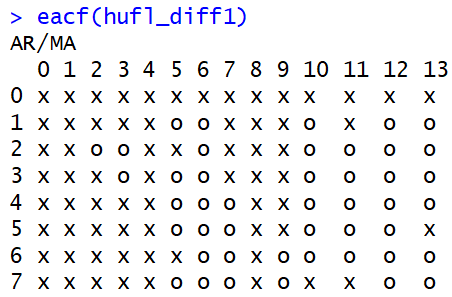 > eacf(hufl_diff1)
AR/MA
  0 1 2 3 4 5 6 7 8 9 10 11 12 13
0 x x x x x x x x x x x x x x
1 x x x x x o o x x x o x o o
2 x x o o x x o x x x o o o o
3 x x x o x o o x x x o o o o
4 x x x x x o o o x x o o o o
5 x x x x x o o o x x o o o x
6 x x x x x x o o x o o o o o
7 x x x x x o o o x o x x o o